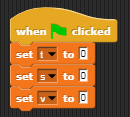 when clicked
set t to 0
set s to 0
set v to 0